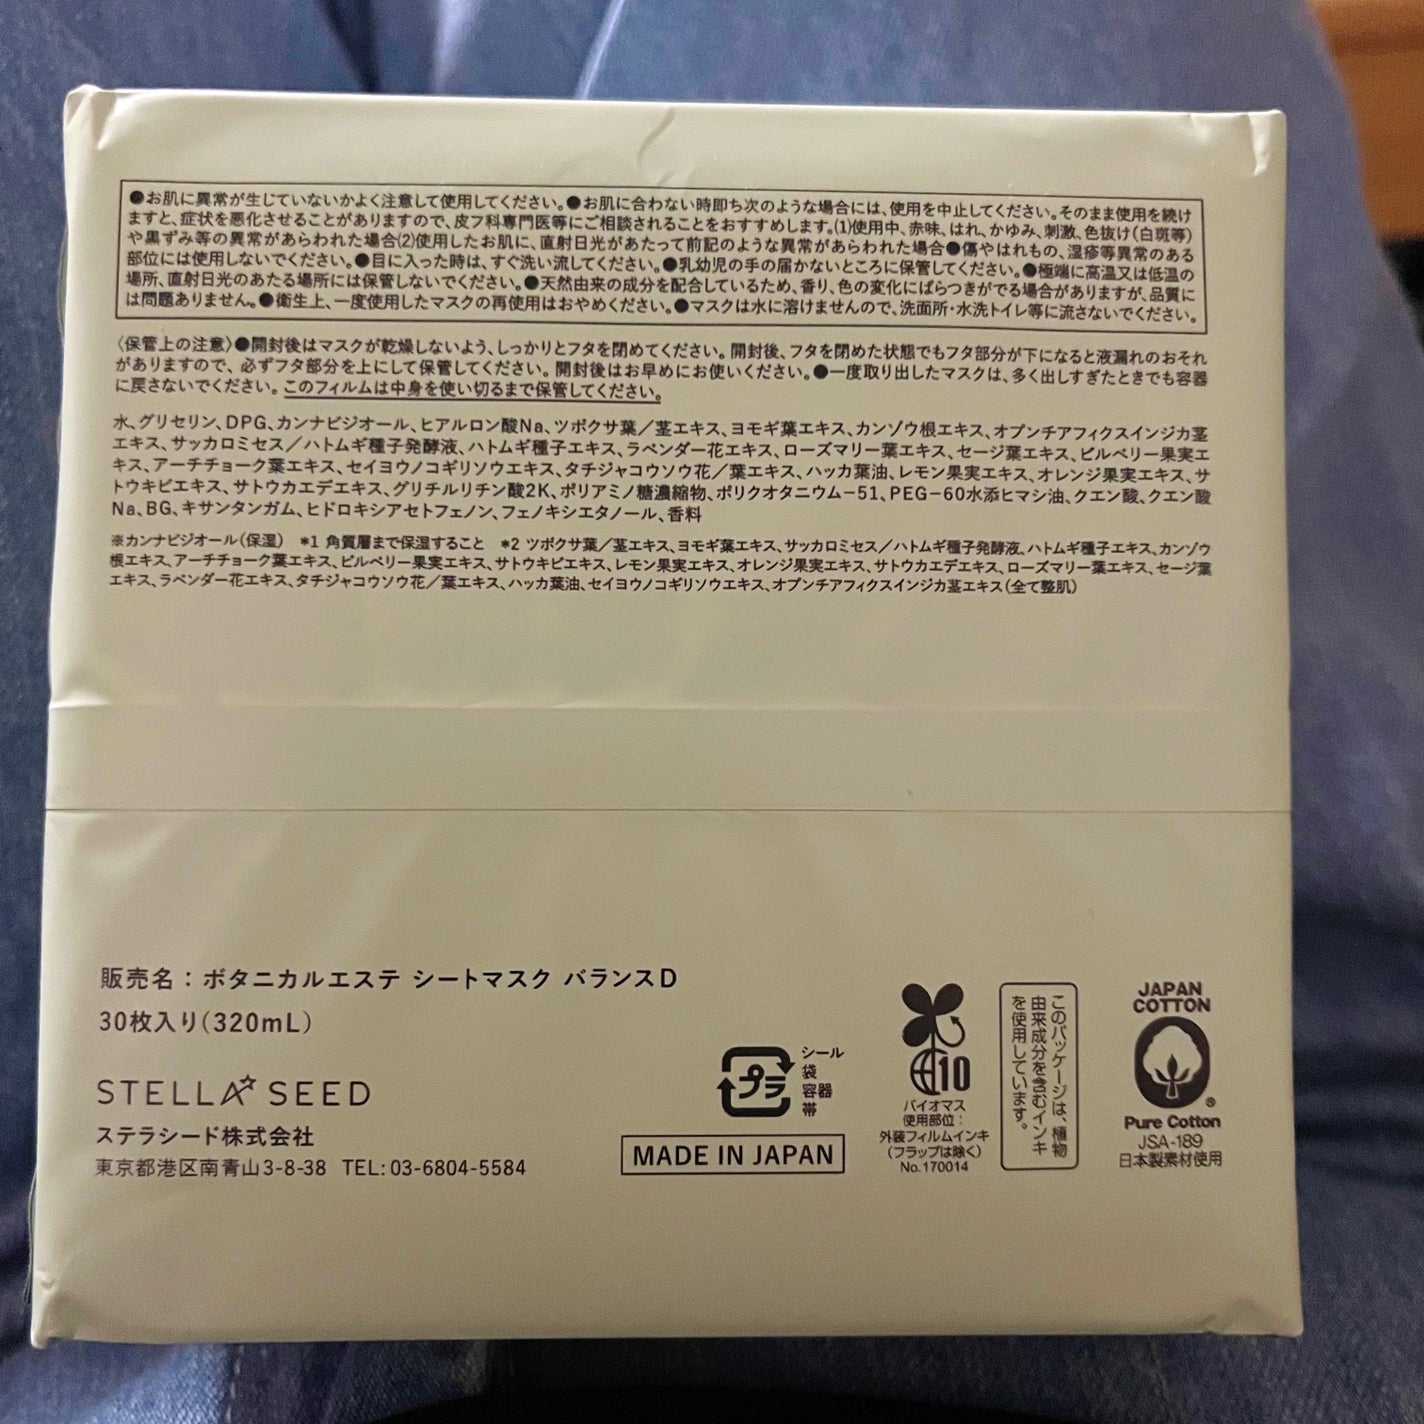 ●お肌に異常が生じていないかよく注意して使用してください。●お肌に合わない時即ち次のような場合には、使用を中止してください。そのまま使用を続け
ますと、症状を悪化させることがありますので、皮フ科専門医等にご相談されることをおすすめします。(1)使用中、赤味、はれ、かゆみ、刺激、色抜け(白斑等)
や黒ずみ等の異常があらわれた場合(2)使用したお肌に、直射日光があたって前記のような異常があらわれた場合●傷やはれもの、湿疹等異常のある
部位には使用しないでください。●目に入った時は、すぐ洗い流してください。●乳幼児の手の届かないところに保管してください。●極端に高温又は低温の
場所、直射日光のあたる場所には保管しないでください。●天然由来の成分を配合しているため、香り、色の変化にばらつきがでる場合がありますが、品質に
は問題ありません。●衛生上、一度使用したマスクの再使用はおやめください。●マスクは水に溶けませんので、洗面所・水洗トイレ等に流さないでください。
〈保管上の注意〉●開封後はマスクが乾燥しないよう、しっかりとフタを閉めてください。開封後、フタを閉めた状態でもフタ部分が下になると液漏れのおそれ
がありますので、必ずフタ部分を上にして保管してください。開封後はお早めにお使いください。●一度取り出したマスクは、多く出しすぎたときでも容器
に戻さないでください。このフィルムは中身を使い切るまで保管してください。
水、グリセリン、DPG、カンナビジオール、ヒアルロン酸Na、ツボクサ葉／茎エキス、ヨモギ葉エキス、カンゾウ根エキス、オプンチアフィクスインジカ茎
エキス、サッカロミセス／ハトムギ種子発酵液、ハトムギ種子エキス、ラベンダー花エキス、ローズマリー葉エキス、セージ葉エキス、ビルベリー果実エ
キス、アーチチョーク葉エキス、セイヨウノコギリソウエキス、タチジャコウソウ花／葉エキス、ハッカ葉油、レモン果実エキス、オレンジ果実エキス、サ
トウキビエキス、サトウカエデエキス、グリチルリチン酸2K、ポリアミノ糖濃縮物、ポリクオタニウム−51、PEG−60水添ヒマシ油、クエン酸、クエン酸
Na、BG、キサンタンガム、ヒドロキシアセトフェノン、フェノキシエタノール、香料
※カンナビジオール(保湿) *1 角質層まで保湿すること *2 ツボクサ葉／茎エキス、ヨモギ葉エキス、サッカロミセス／ハトムギ種子発酵液、ハトムギ種子エキス、カンゾウ
根エキス、アーチチョーク葉エキス、ビルベリー果実エキス、サトウキビエキス、レモン果実エキス、オレンジ果実エキス、サトウカエデエキス、ローズマリー葉エキス、セージ葉
エキス、ラベンダー花エキス、タチジャコウソウ花／葉エキス、ハッカ葉油、セイヨウノコギリソウエキス、オプンチアフィクスインジカ茎エキス(全て整肌)
販売名：ボタニカルエステ シートマスク バランスD
30枚入り(320mL)
STELLA SEED
ステラシード株式会社
東京都港区南青山3-8-38 TEL: 03-6804-5584
プラ
シール
袋
容器
帯
MADE IN JAPAN
10
バイオマス
使用部位：
外装フィルムインキ
(フラップは除く)
No.170014
このパッケージは、植物
由来成分を含むインキ
を使用しています。
JAPAN
COTTON
®
Pure Cotton
JSA-189
日本製素材使用